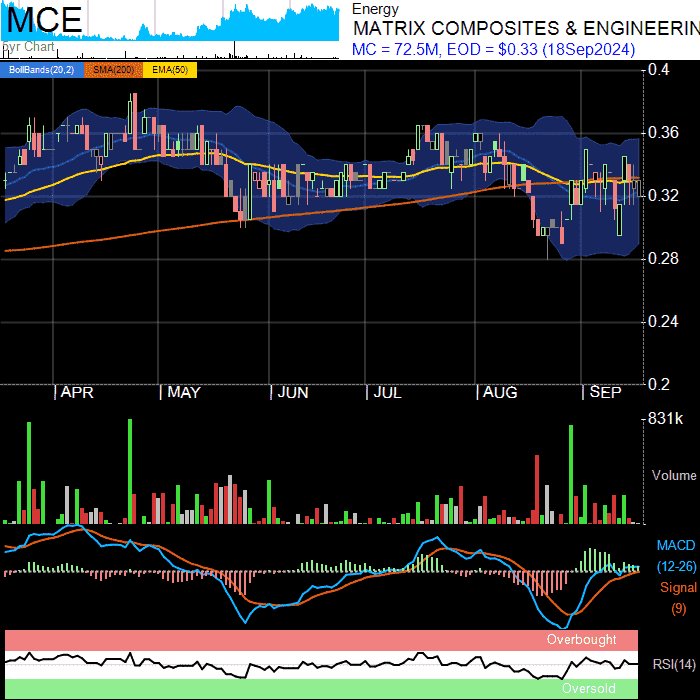 MCE
5yr Chart
Energy
MATRIX COMPOSITES & ENGINEERIN
MC = 72.5M, EOD = $0.33 (18Sep2024)
BollBands(20,2) SMA(200) EMA(50)
0.4
0.36
0.32
0.28
0.24
0.2
APR MAY JUN JUL AUG SEP
831k
Volume
MACD
(12-26)
Signal
(9)
Overbought
RSI(14)
Oversold